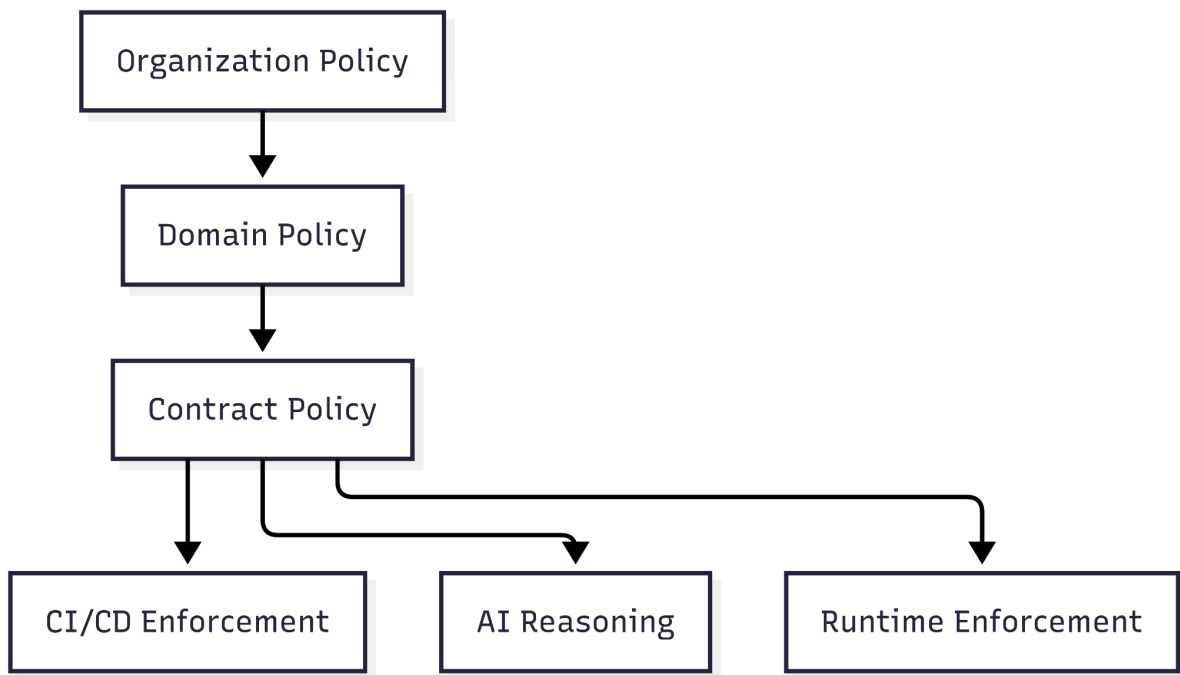 Organization Policy
Domain Policy
Contract Policy
CI/CD Enforcement
AI Reasoning
Runtime Enforcement